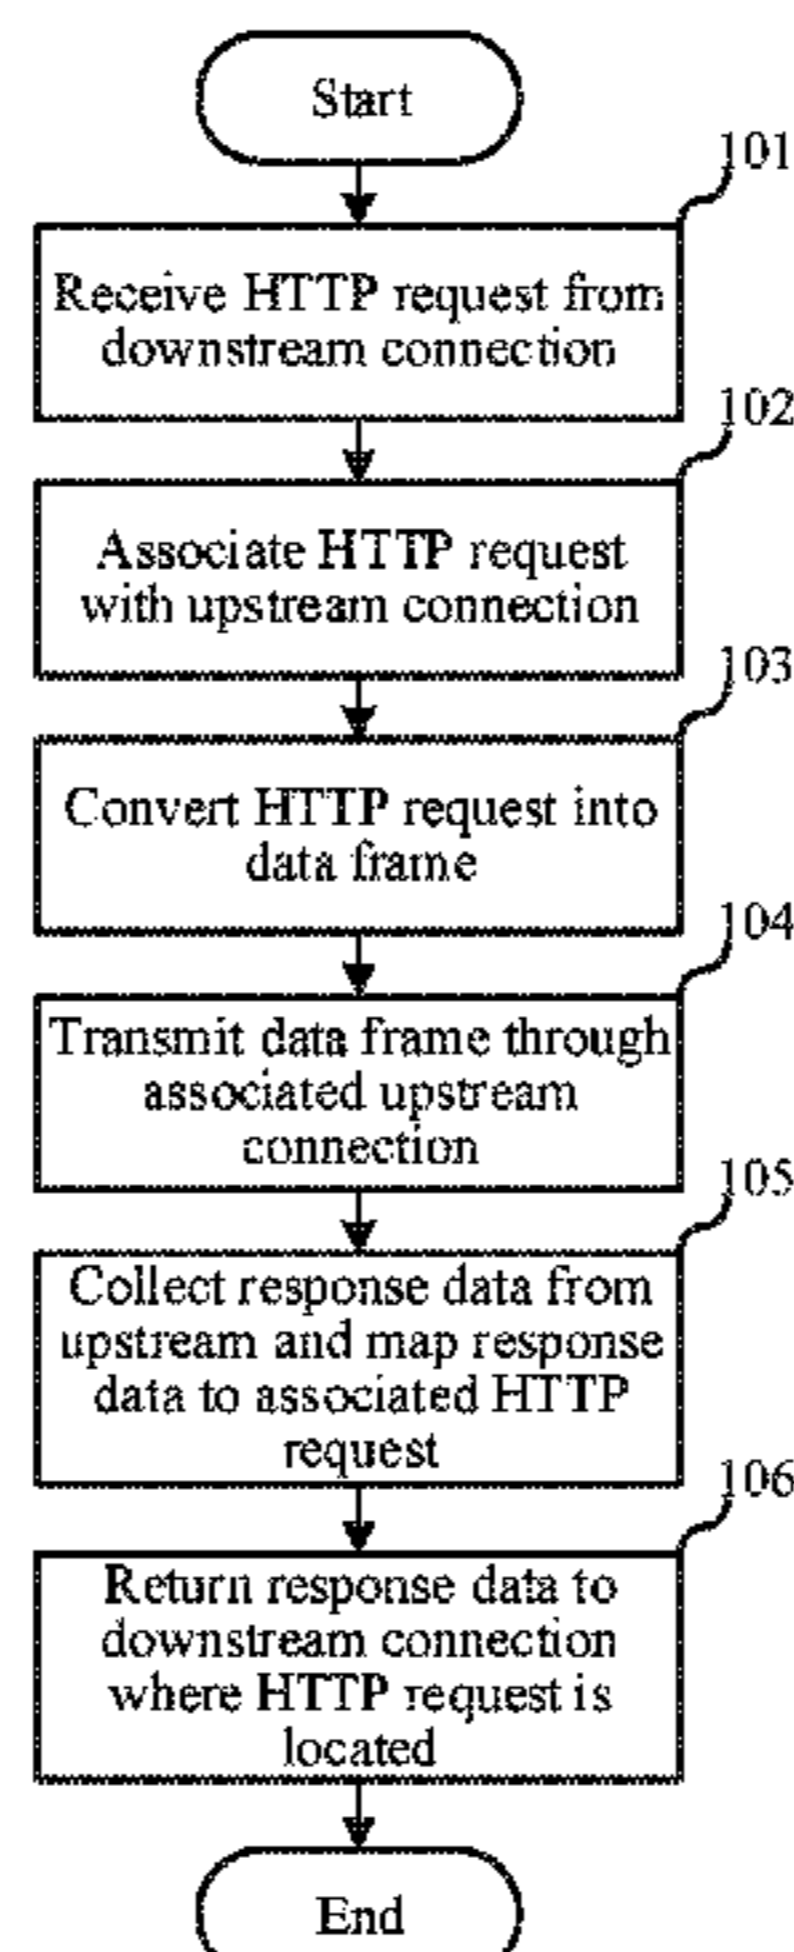 Start
101
Receive HTTP request from
downstream connection
102
Associate HTTP request
with upstream connection
103
Convert HTTP request into
data frame
104
Transmit data frame through
associated upstream
connection
105
Collect response data from
upstream and map response
data to associated HTTP
request
106
Return response data to
downstream connection
where HTTP request is
located
End